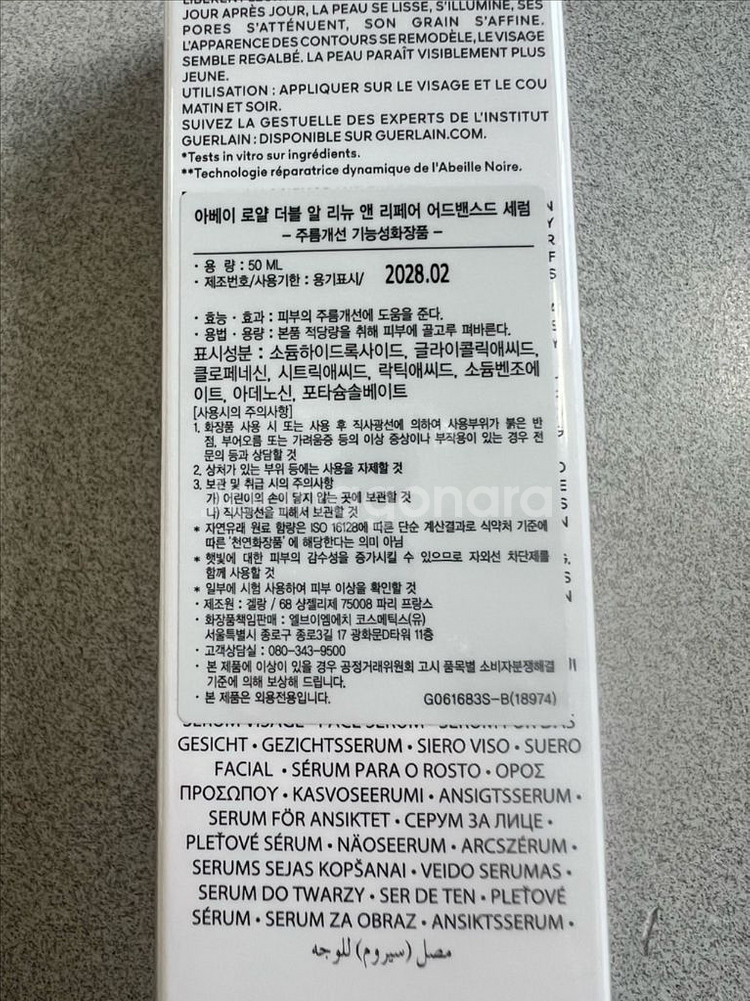 JOUR APRÈS JOUR, LA PEAU SE LISSE, S'ILLUMINE, SES
PORES S'ATTÉNUENT, SON GRAIN S'AFFINE.
L'APPARENCE DES CONTOURS SE REMODÈLE, LE VISAGE
SEMBLE REGALBÉ. LA PEAU PARAÎT VISIBLEMENT PLUS
JEUNE.
UTILISATION : APPLIQUER SUR LE VISAGE ET LE COU
MATIN ET SOIR.
SUIVEZ LA GESTUELLE DES EXPERTS DE L'INSTITUT
GUERLAIN : DISPONIBLE SUR GUERLAIN.COM.
*Tests in vitro sur ingrédients.
**Technologie réparatrice dynamique de l'Abeille Noire.
아베이 로얄 더블 알 리뉴 앤 리페어 어드밴스드 세럼
– 주름개선 기능성화장품 –
· 용 량 : 50 ML
· 제조번호/사용기한 : 용기표시/ 2028.02
· 효능 · 효과 : 피부의 주름개선에 도움을 준다.
· 용법 · 용량 : 본품 적당량을 취해 피부에 골고루 펴바른다.
표시성분 : 소듐하이드록사이드, 글라이콜릭애씨드,
클로페네신, 시트릭애씨드, 락틱애씨드, 소듐벤조에
이트, 아데노신, 포타슘솔베이트
[사용시의 주의사항]
1. 화장품 사용 시 또는 사용 후 직사광선에 의하여 사용부위가 붉은 반
점, 부어오름 또는 가려움증 등의 이상 증상이나 부작용이 있는 경우 전
문의 등과 상담할 것
2. 상처가 있는 부위 등에는 사용을 자제할 것
3. 보관 및 취급 시의 주의사항
가) 어린이의 손이 닿지 않는 곳에 보관할 것
나) 직사광선을 피해서 보관할 것
* 자연유래 원료 함량은 ISO 16128에 따른 단순 계산결과로 식약처 기준에
따른 '천연화장품' 에 해당한다는 의미 아님
* 햇빛에 대한 피부의 감수성을 증가시킬 수 있으므로 자외선 차단제를
함께 사용할 것
* 일부에 시험 사용하여 피부 이상을 확인할 것
· 제조원 : 겔랑 / 68 샹젤리제 75008 파리 프랑스
· 화장품책임판매 : 엘브이엠에치 코스메틱스(유)
서울특별시 종로구 종로3길 17 광화문D타워 11층
· 고객상담실 : 080-343-9500
· 본 제품에 이상이 있을 경우 공정거래위원회 고시 품목별 소비자분쟁해결
기준에 의해 보상해 드립니다.
· 본 제품은 외용전용입니다. G061683S-B(18974)
SERUM VISAGE • FACE SERUM • SERUM FÜR DAS
GESICHT • GEZICHTSSERUM • SIERO VISO • SUERO
FACIAL • SÉRUM PARA O ROSTO • ΟΡΟΣ
ΠΡΟΣΩΠΟΥ • KASVOSEERUMI • ANSIGTSSERUM •
SERUM FÖR ANSIKTET • СЕРУМ ЗА ЛИЦЕ •
PLEŤOVÉ SÉRUM • NÄOSEERUM • ARCSZÉRUM •
SERUMS SEJAS KOPŠANAI • VEIDO SERUMAS •
SERUM DO TWARZY • SER DE TEN • PLEŤOVÉ
SÉRUM • SERUM ZA OBRAZ • ANSIKTSSERUM •
مصل (سيروم) للوجه